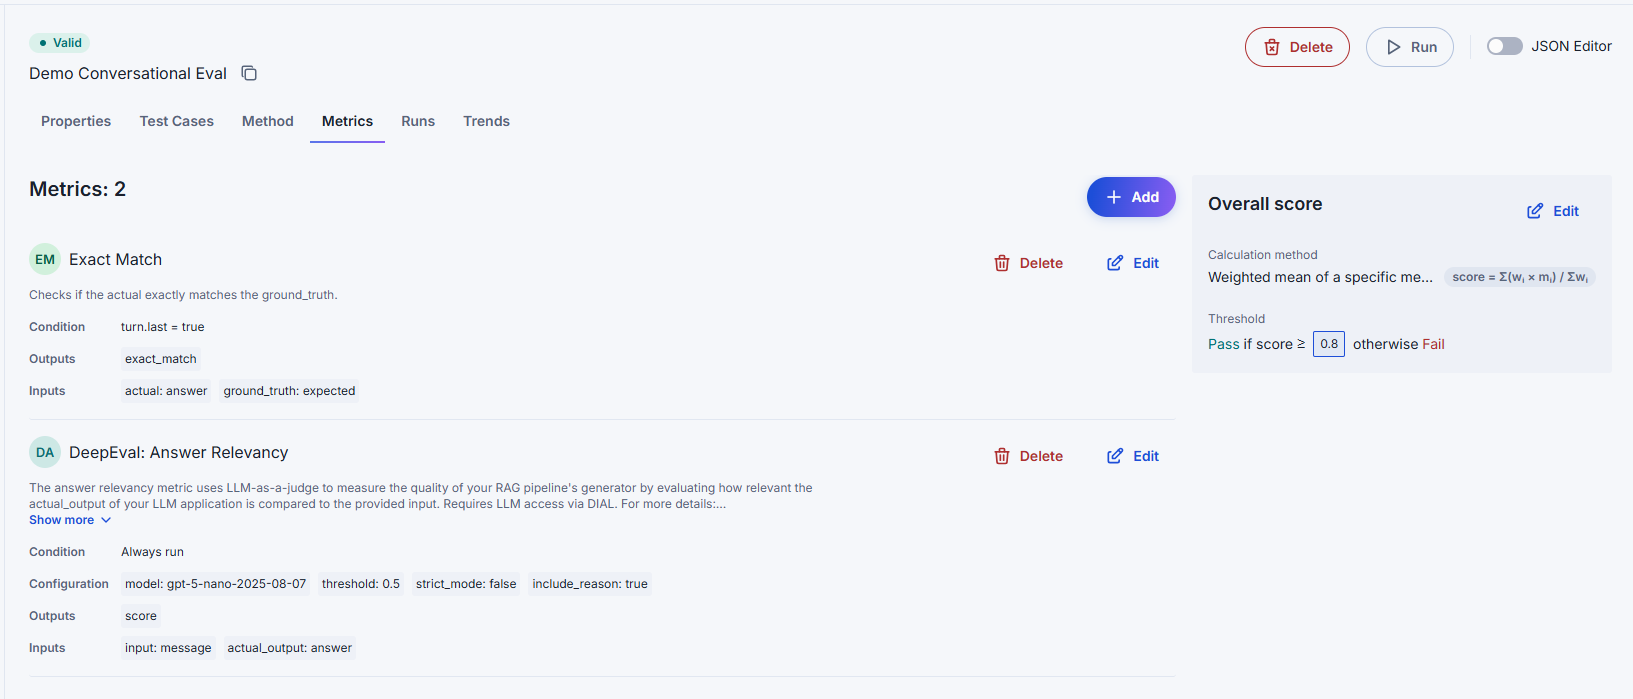 Valid
Demo Conversational Eval
Delete
Run
JSON Editor
Properties
Test Cases
Method
Metrics
Runs
Trends
Metrics: 2
Add
EM
Exact Match
Delete
Edit
Checks if the actual exactly matches the ground_truth.
Condition
turn.last = true
Outputs
exact_match
Inputs
actual: answer
ground_truth: expected
DA
DeepEval: Answer Relevancy
Delete
Edit
The answer relevancy metric uses LLM-as-a-judge to measure the quality of your RAG pipeline's generator by evaluating how relevant the
actual_output of your LLM application is compared to the provided input. Requires LLM access via DIAL. For more details:...
Show more
Condition
Always run
Configuration
model: gpt-5-nano-2025-08-07
threshold: 0.5
strict_mode: false
include_reason: true
Outputs
score
Inputs
input: message
actual_output: answer
Overall score
Edit
Calculation method
Weighted mean of a specific me...
score = Σ(wᵢ × mᵢ) / Σwᵢ
Threshold
Pass if score ≥ 0.8 otherwise Fail